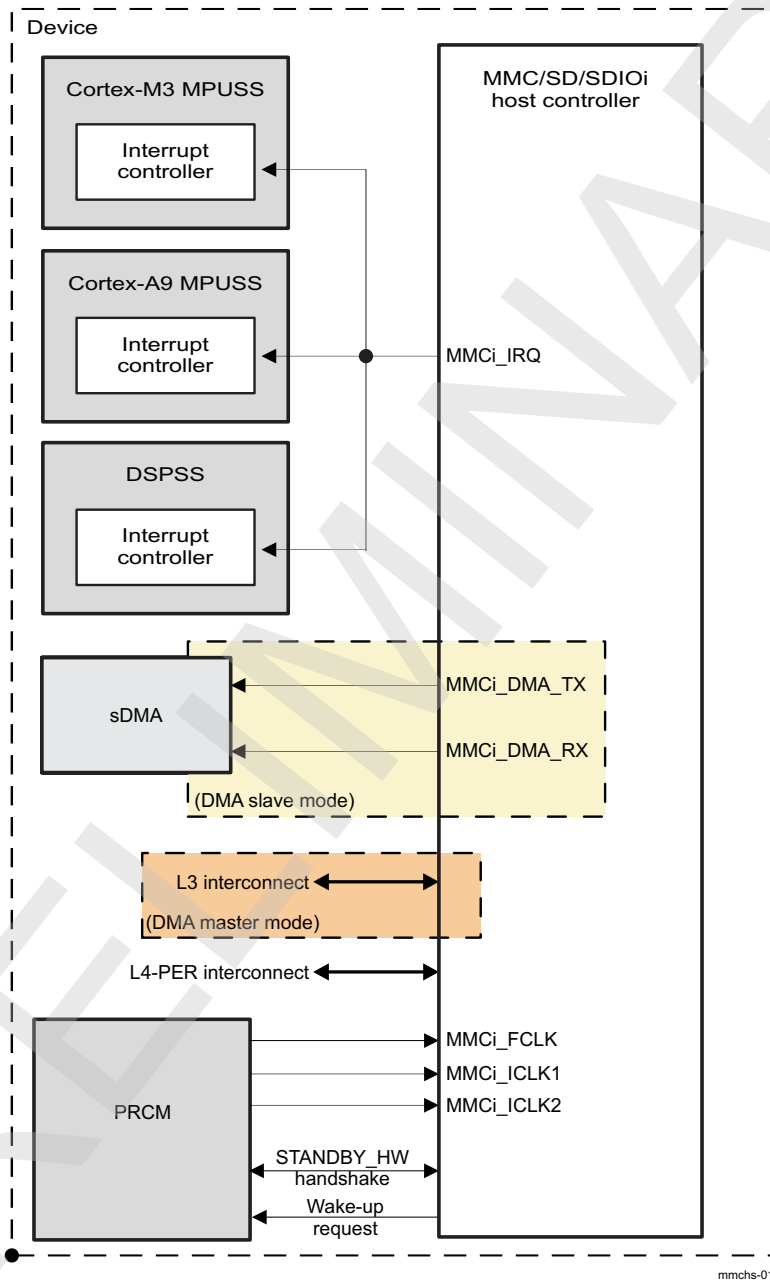 Device
Cortex-M3 MPUSS
Interrupt
controller
Cortex-A9 MPUSS
Interrupt
controller
DSPSS
Interrupt
controller
MMC/SD/SDIOi
host controller
MMCi_IRQ
sDMA
MMCi_DMA_TX
MMCi_DMA_RX
(DMA slave mode)
L3 interconnect
(DMA master mode)
L4-PER interconnect
PRCM
MMCi_FCLK
MMCi_ICLK1
MMCi_ICLK2
STANDBY_HW
handshake
Wake-up
request